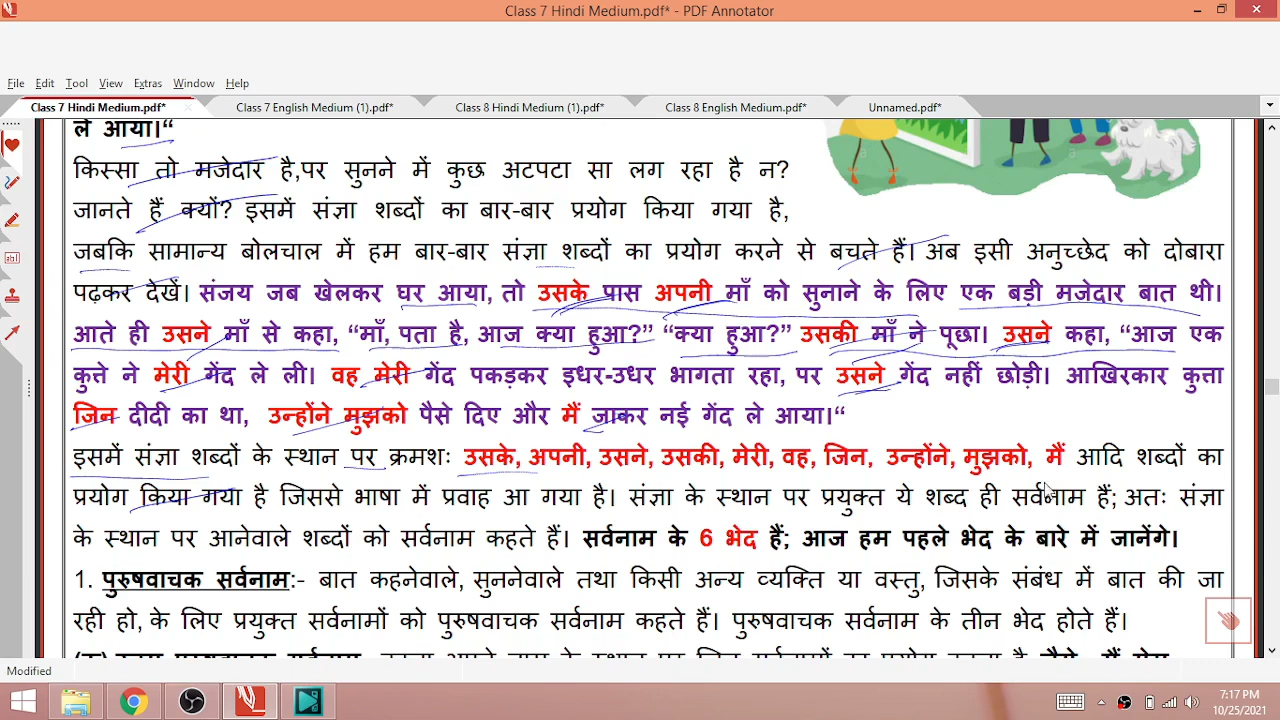 Class 7 Hindi Medium.pdf* - PDF Annotator
File Edit Tool View Extras Window Help
Class 7 Hindi Medium.pdf* Class 7 English Medium (1).pdf* Class 8 Hindi Medium (1).pdf* Class 8 English Medium.pdf* Unnamed.pdf*
ले आया।“
किस्सा तो मजेदार है,पर सुनने में कुछ अटपटा सा लग रहा है न?
जानते हैं क्यों? इसमें संज्ञा शब्दों का बार-बार प्रयोग किया गया है,
जबकि सामान्य बोलचाल में हम बार-बार संज्ञा शब्दों का प्रयोग करने से बचते हैं। अब इसी अनुच्छेद को दोबारा
पढ़कर देखें। संजय जब खेलकर घर आया, तो उसके पास अपनी माँ को सुनाने के लिए एक बड़ी मजेदार बात थी।
आते ही उसने माँ से कहा, “माँ, पता है, आज क्या हुआ?” “क्या हुआ?” उसकी माँ ने पूछा। उसने कहा, “आज एक
कुत्ते ने मेरी गेंद ले ली। वह मेरी गेंद पकड़कर इधर-उधर भागता रहा, पर उसने गेंद नहीं छोड़ी। आखिरकार कुत्ता
जिन दीदी का था, उन्होंने मुझको पैसे दिए और मैं जाकर नई गेंद ले आया।“
इसमें संज्ञा शब्दों के स्थान पर क्रमशः उसके, अपनी, उसने, उसकी, मेरी, वह, जिन, उन्होंने, मुझको, मैं आदि शब्दों का
प्रयोग किया गया है जिससे भाषा में प्रवाह आ गया है। संज्ञा के स्थान पर प्रयुक्त ये शब्द ही सर्वनाम हैं; अतः संज्ञा
के स्थान पर आनेवाले शब्दों को सर्वनाम कहते हैं। सर्वनाम के 6 भेद हैं; आज हम पहले भेद के बारे में जानेंगे।
1. पुरुषवाचक सर्वनाम:- बात कहनेवाले, सुननेवाले तथा किसी अन्य व्यक्ति या वस्तु, जिसके संबंध में बात की जा
रही हो, के लिए प्रयुक्त सर्वनामों को पुरुषवाचक सर्वनाम कहते हैं। पुरुषवाचक सर्वनाम के तीन भेद होते हैं।
Modified
7:17 PM
10/25/2021